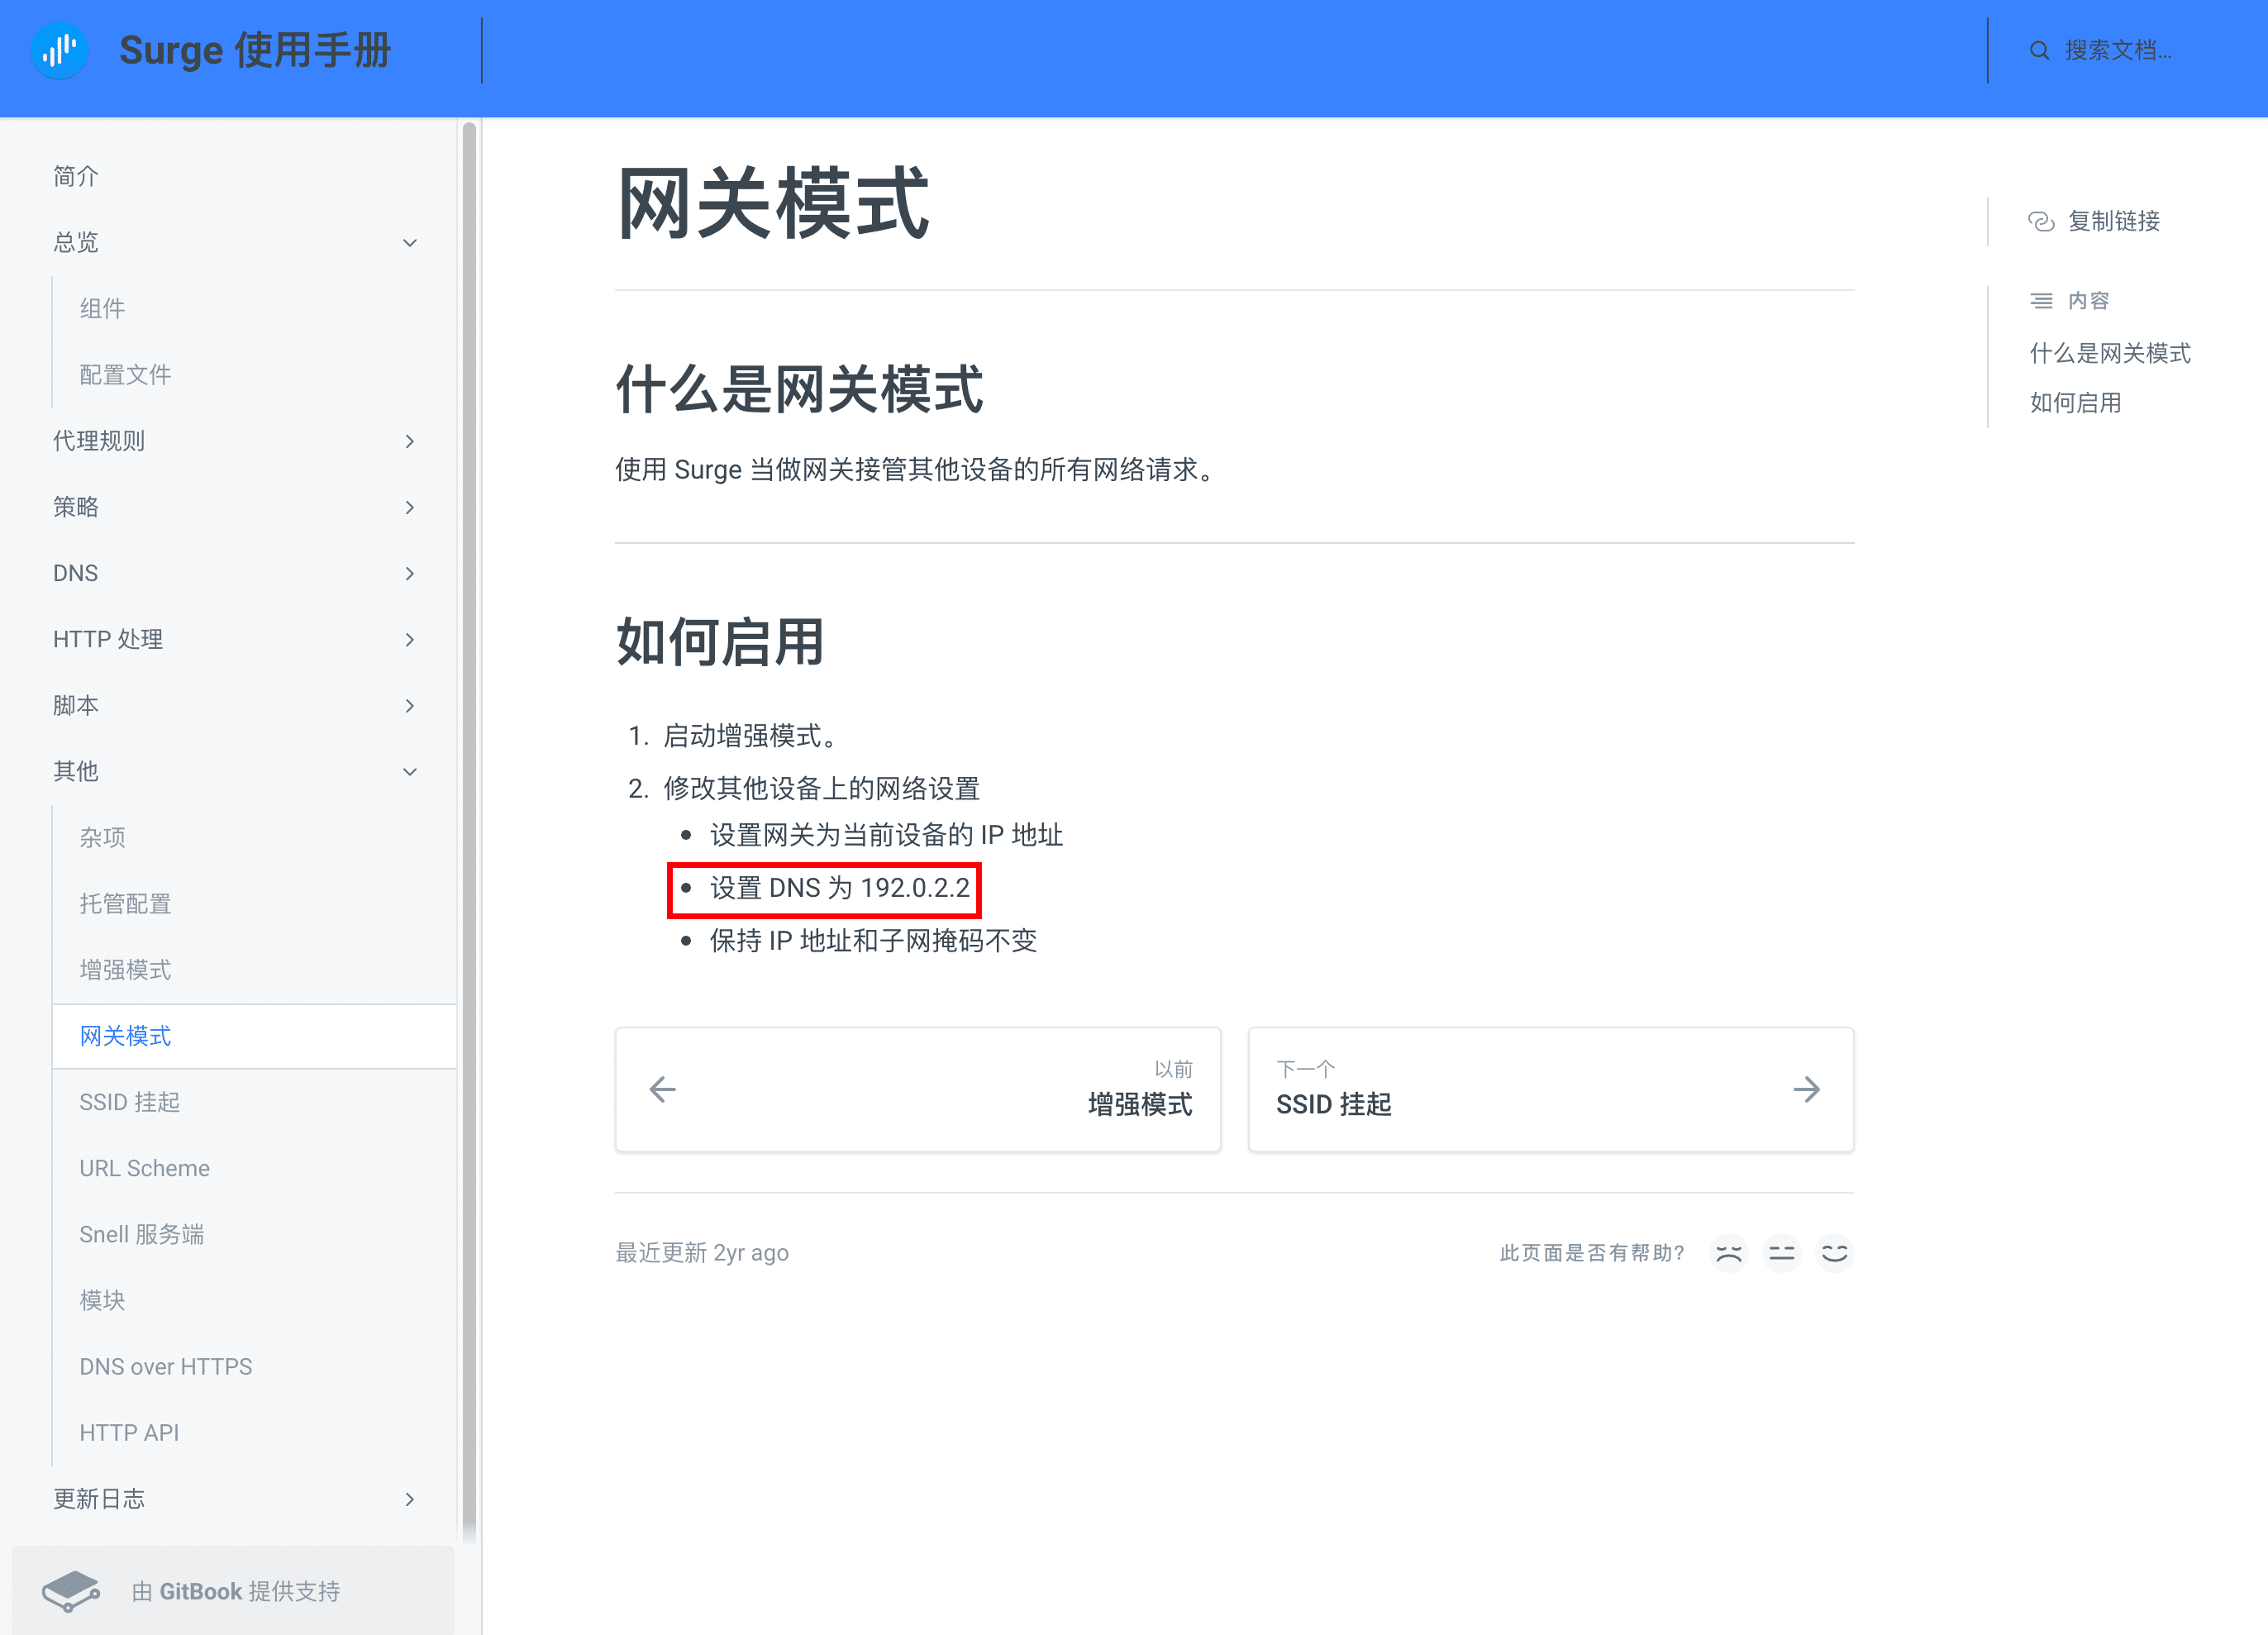 Surge 使用手册
搜索文档...
简介
总览
组件
配置文件
代理规则
策略
DNS
HTTP 处理
脚本
其他
杂项
托管配置
增强模式
网关模式
SSID 挂起
URL Scheme
Snell 服务端
模块
DNS over HTTPS
HTTP API
更新日志
由 GitBook 提供支持
网关模式
什么是网关模式
使用 Surge 当做网关接管其他设备的所有网络请求。
如何启用
1. 启动增强模式。
2. 修改其他设备上的网络设置
• 设置网关为当前设备的 IP 地址
• 设置 DNS 为 192.0.2.2
• 保持 IP 地址和子网掩码不变
以前
增强模式
下一个
SSID 挂起
最近更新 2yr ago
此页面是否有帮助?
复制链接
内容
什么是网关模式
如何启用